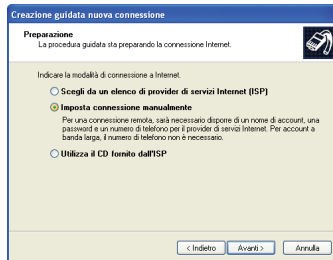 Creazione guidata nuova connessione
Preparazione
La procedura guidata sta preparando la connessione Internet.
Indicare la modalità di connessione a Internet.
Scegli da un elenco di provider di servizi Internet (ISP)
Imposta connessione manualmente
Per una connessione remota, sarà necessario disporre di un nome di account, una
password e un numero di telefono per il provider di servizi Internet. Per account a
banda larga, il numero di telefono non è necessario.
Utilizza il CD fornito dall'ISP
< Indietro
Avanti >
Annulla